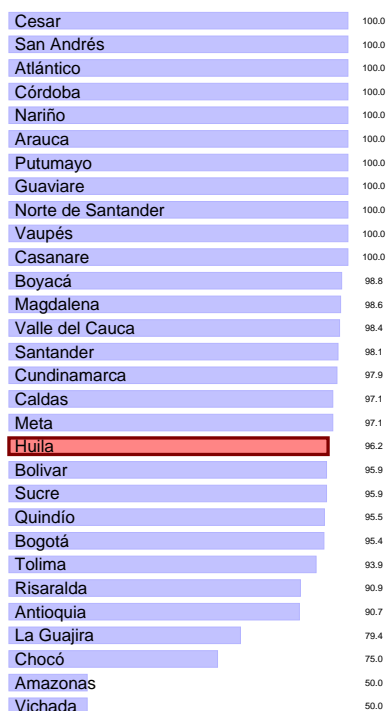 Cesar 100.0
San Andrés 100.0
Atlántico 100.0
Córdoba 100.0
Nariño 100.0
Arauca 100.0
Putumayo 100.0
Guaviare 100.0
Norte de Santander 100.0
Vaupés 100.0
Casanare 100.0
Boyacá 98.8
Magdalena 98.6
Valle del Cauca 98.4
Santander 98.1
Cundinamarca 97.9
Caldas 97.1
Meta 97.1
Huila 96.2
Bolivar 95.9
Sucre 95.9
Quindío 95.5
Bogotá 95.4
Tolima 93.9
Risaralda 90.9
Antioquia 90.7
La Guajira 79.4
Chocó 75.0
Amazonas 50.0
Vichada 50.0